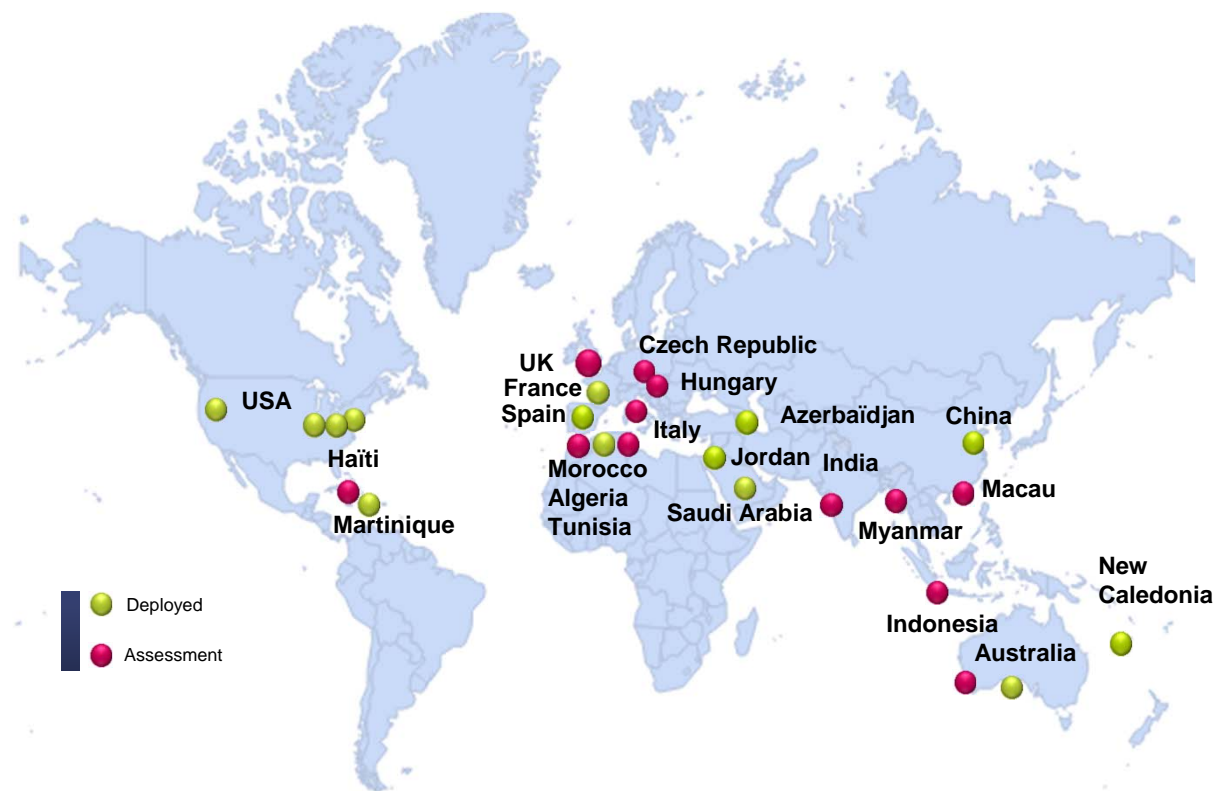 Czech Republic
UK
Hungary
France
USA
Spain
Azerbaïdjan
China
Italy
Haïti
Jordan
India
Morocco
Algeria
Tunisia
Macau
Saudi Arabia
Martinique
Myanmar
New
Caledonia
Deployed
Indonesia
Assessment
Australia